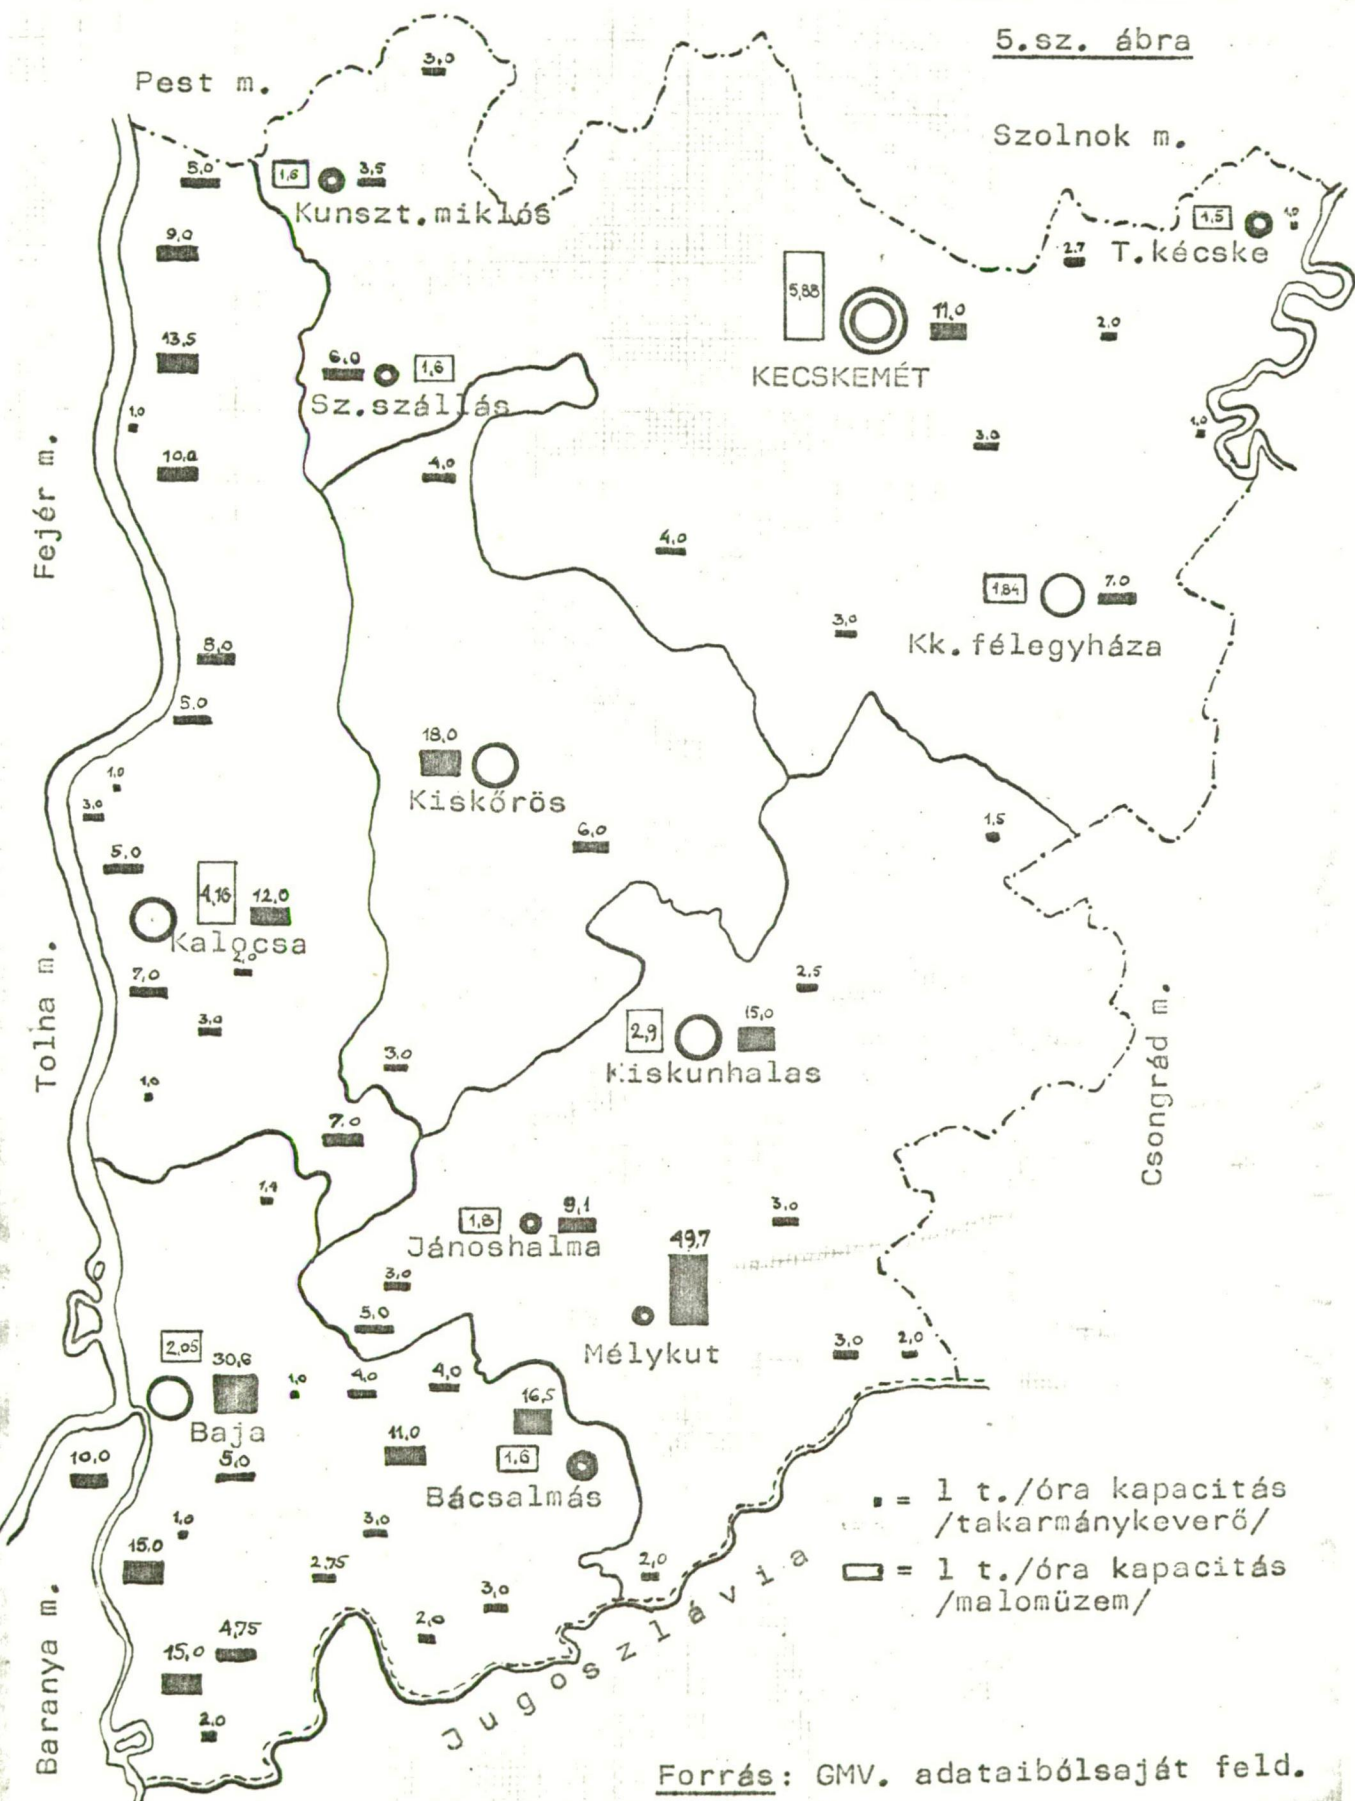 5.sz. ábra
Pest m.
3,0
Szolnok m.
5,0
1,6
3,5
Kunszt.miklós
1,5
1,0
T.kécske
9,0
2.7
5,88
11,0
2,0
KECSKEMÉT
13,5
6,0
1,6
Sz.szállás
1,0
10,0
4,0
3,0
1,0
Fejér m.
4,0
1,84
7.0
Kk.félegyháza
3,0
8,0
5.0
18,0
Kiskőrös
1,0
3,0
6,0
1,5
5,0
4,16
12,0
Kalocsa
2,0
7,0
2,5
3,0
2,9
15,0
Kiskunhalas
3.0
1,0
7.0
Tolna m.
Csongrád m.
1,4
1,8
9,1
Jánoshalma
3,0
49,7
3,0
5,0
Mélykut
3,0
2,0
2,05
30,6
Baja
1,0
4,0
4,0
16,5
11,0
1,6
Bácsalmás
10,0
5,0
1,0
3,0
15.0
2,75
2,0
3,0
2,0
4,75
15,0
2,0
Baranya m.
Jugoszlávia
= 1 t./óra kapacitás
/takarmánykeverő/
= 1 t./óra kapacitás
/malomüzem/
Forrás: GMV. adataibólsaját feld.